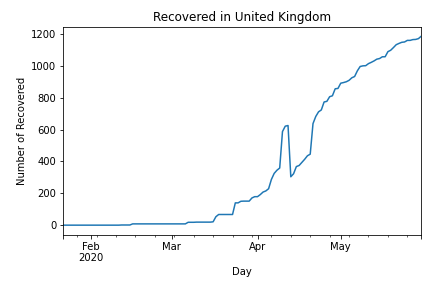 Recovered in United Kingdom
Number of Recovered
1200
1000
800
600
400
200
0
Feb
2020
Mar
Apr
May
Day